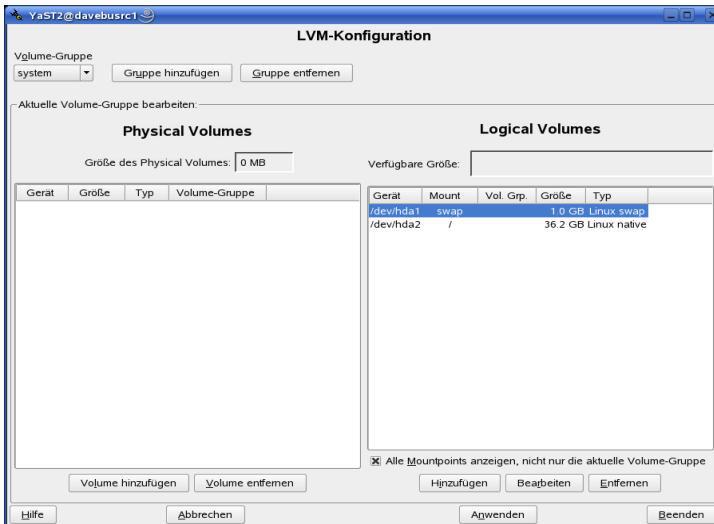 YaST2@davebusrc1
LVM-Konfiguration
Volume-Gruppe
system
Gruppe hinzufügen
Gruppe entfernen
Aktuelle Volume-Gruppe bearbeiten:
Physical Volumes
Größe des Physical Volumes: 0 MB
Gerät Größe Typ Volume-Gruppe
Volume hinzufügen
Volume entfernen
Logical Volumes
Verfügbare Größe:
Gerät Mount Vol. Grp. Größe Typ
/dev/hda1 swap 1.0 GB Linux swap
/dev/hda2 / 36.2 GB Linux native
Alle Mountpoints anzeigen, nicht nur die aktuelle Volume-Gruppe
Hinzufügen
Bearbeiten
Entfernen
Hilfe
Abbrechen
Anwenden
Beenden